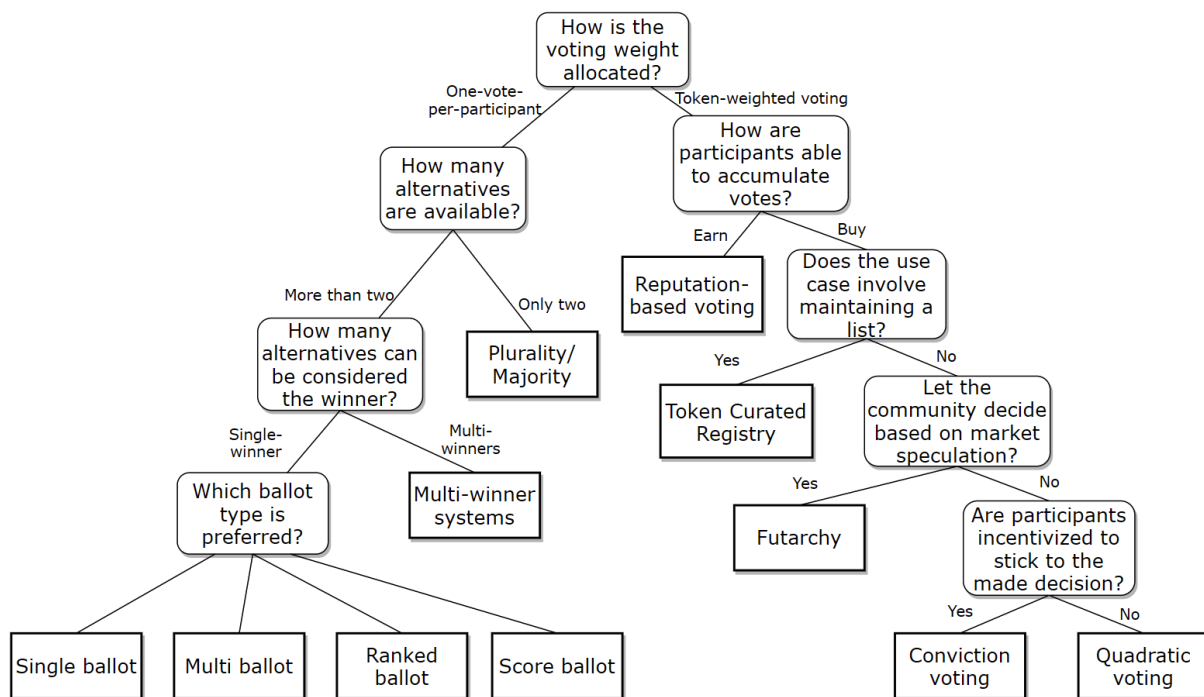 How is the
voting weight
allocated?
One-vote-
per-participant
Token-weighted voting
How many
alternatives
are available?
How are
participants able
to accumulate
votes?
Earn
Buy
More than two
Only two
Reputation-
based voting
Does the use
case involve
maintaining a
list?
How many
alternatives can
be considered
the winner?
Plurality/
Majority
Yes
No
Token Curated
Registry
Let the
community decide
based on market
speculation?
Single-
winner
Multi-
winners
Which ballot
type is
preferred?
Multi-winner
systems
Yes
No
Futarchy
Are participants
incentivized to
stick to the
made decision?
Yes
No
Single ballot
Multi ballot
Ranked
ballot
Score ballot
Conviction
voting
Quadratic
voting